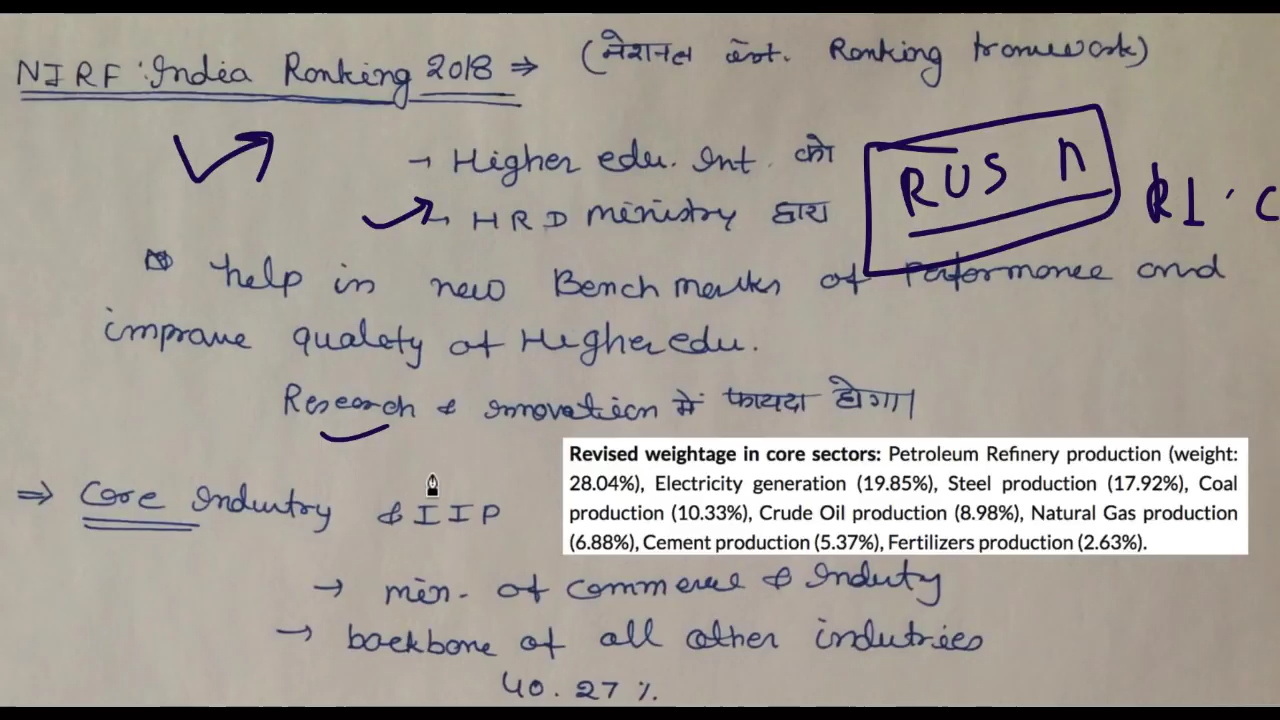 NIRF : India Ranking 2018 ⇒ (नेशनल इंस्ट. Ranking framework)
→ Higher edu. Int. को
→ HRD ministry द्वारा
RUS
help in new Bench marks of Performance and
improve quality of Higher edu.
Research & innovation में फायदा होगा।
⇒ Core Industry & IIP
Revised weightage in core sectors: Petroleum Refinery production (weight:
28.04%), Electricity generation (19.85%), Steel production (17.92%), Coal
production (10.33%), Crude Oil production (8.98%), Natural Gas production
(6.88%), Cement production (5.37%), Fertilizers production (2.63%).
→ min. of commerce & Industy
→ backbone of all other industries
40.27 %